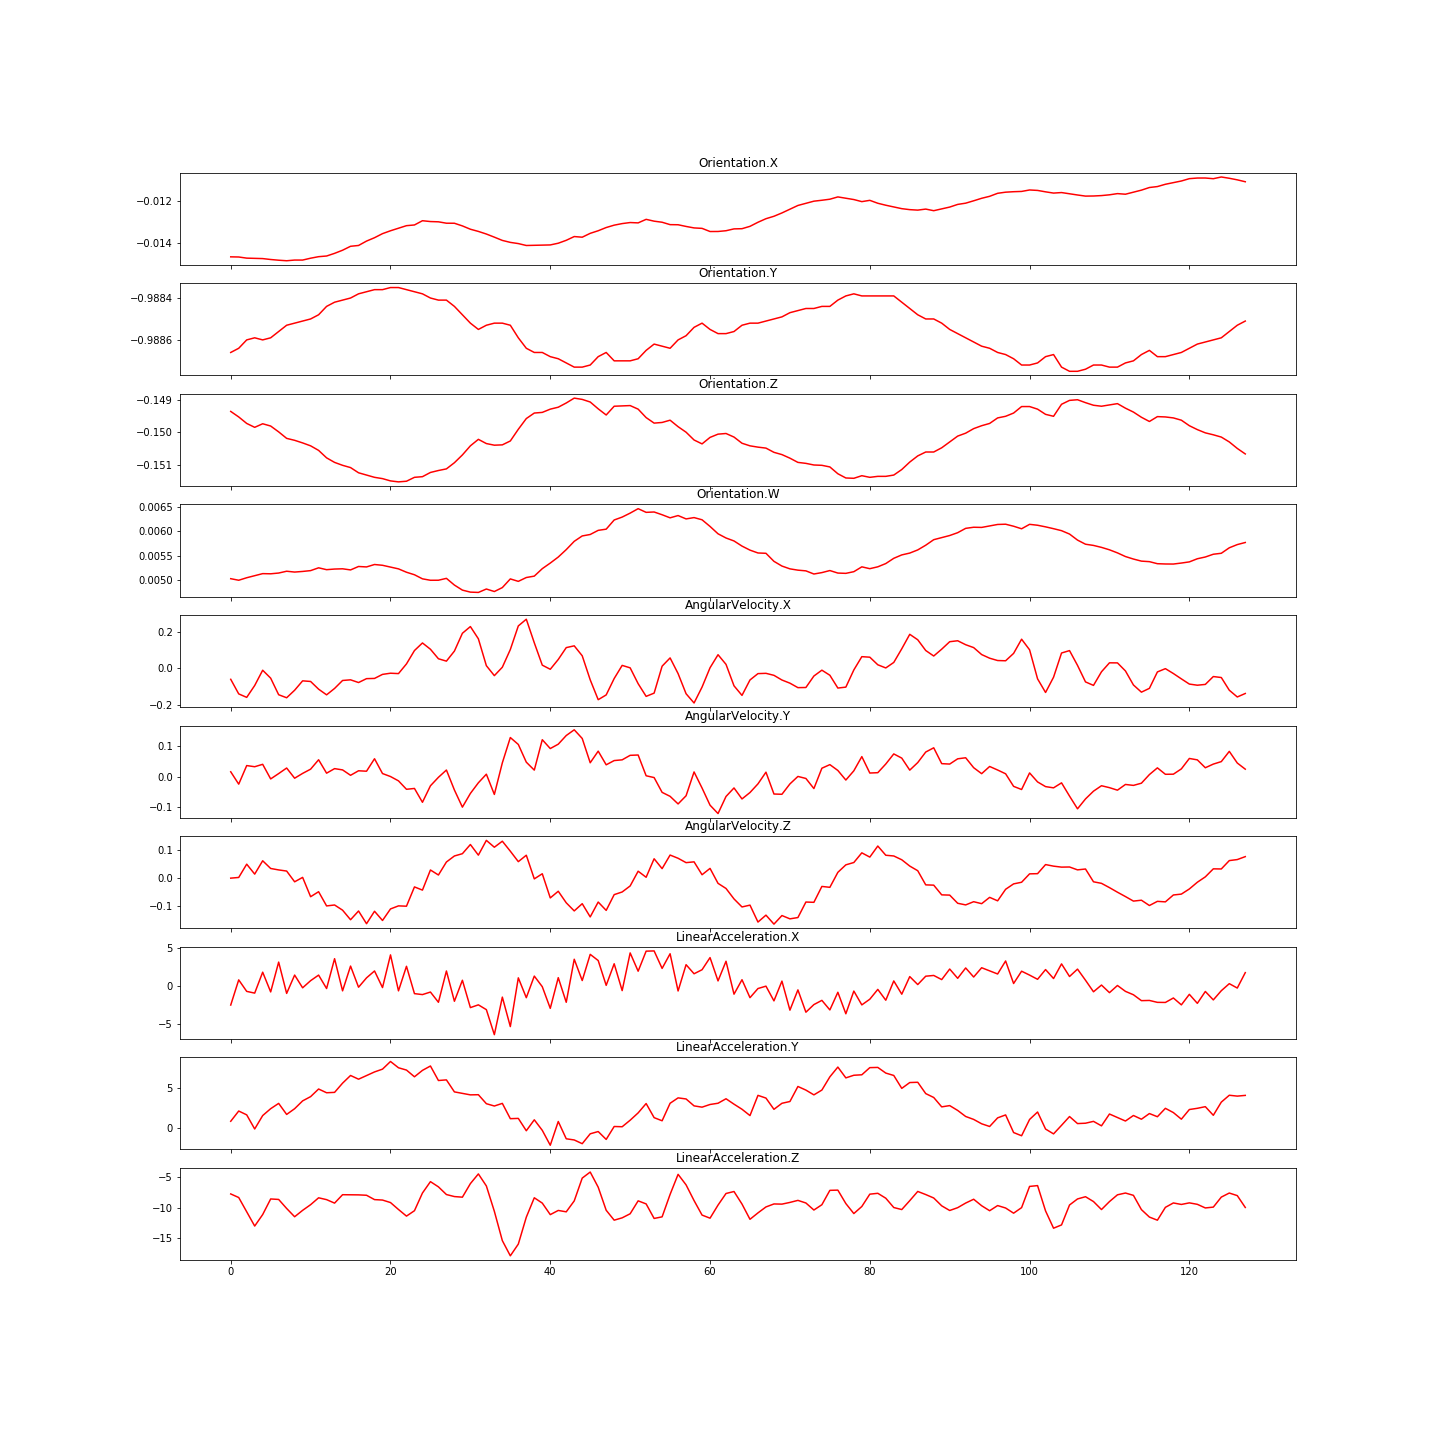 Orientation.X
−0.012
−0.014
Orientation.Y
−0.9884
−0.9886
Orientation.Z
−0.149
−0.150
−0.151
Orientation.W
0.0065
0.0060
0.0055
0.0050
AngularVelocity.X
0.2
0.0
−0.2
AngularVelocity.Y
0.1
0.0
−0.1
AngularVelocity.Z
0.1
0.0
−0.1
LinearAcceleration.X
5
0
−5
LinearAcceleration.Y
5
0
LinearAcceleration.Z
−5
−10
−15
0 20 40 60 80 100 120